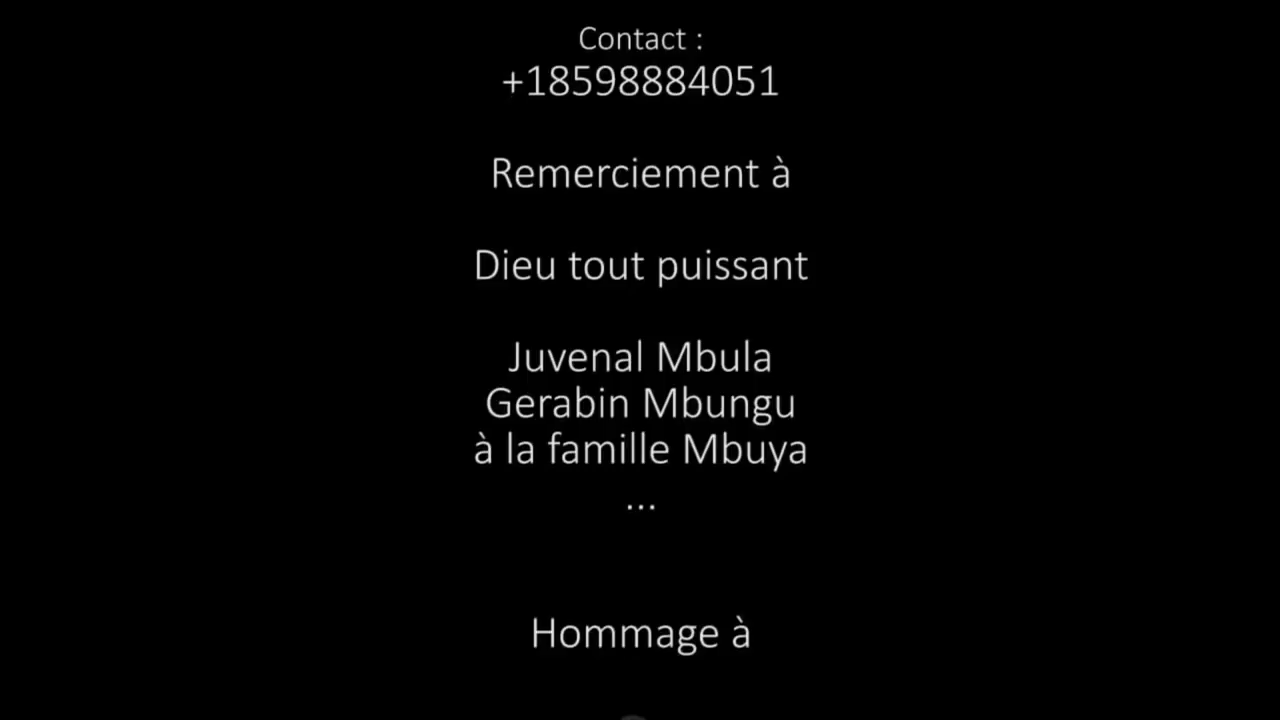 Contact :
+18598884051
Remerciement à
Dieu tout puissant
Juvenal Mbula
Gerabin Mbungu
à la famille Mbuya
...
Hommage à